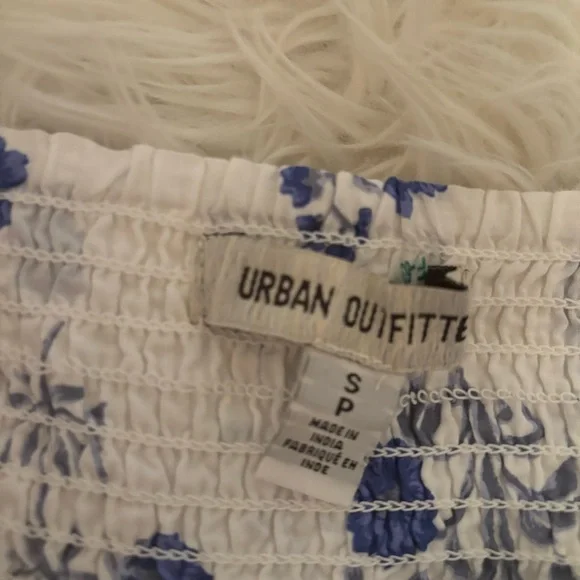 URBAN OUTFITTE
S
P
MADE IN
INDIA
FABRIQUÉ EN
INDE